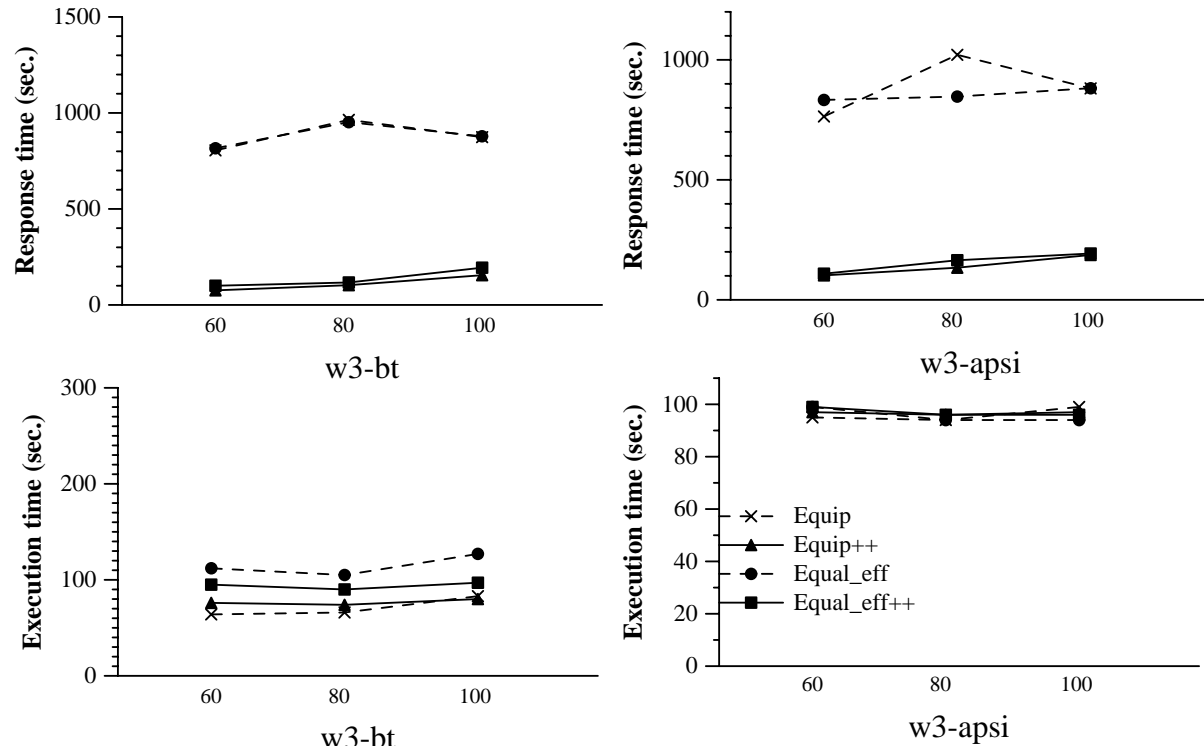 Response time (sec.)
1500
1000
500
0
60 80 100
w3-bt
Response time (sec.)
1000
500
0
60 80 100
w3-apsi
Execution time (sec.)
300
200
100
0
60 80 100
w3-bt
Execution time (sec.)
100
80
60
40
20
0
Equip
Equip++
Equal_eff
Equal_eff++
60 80 100
w3-apsi